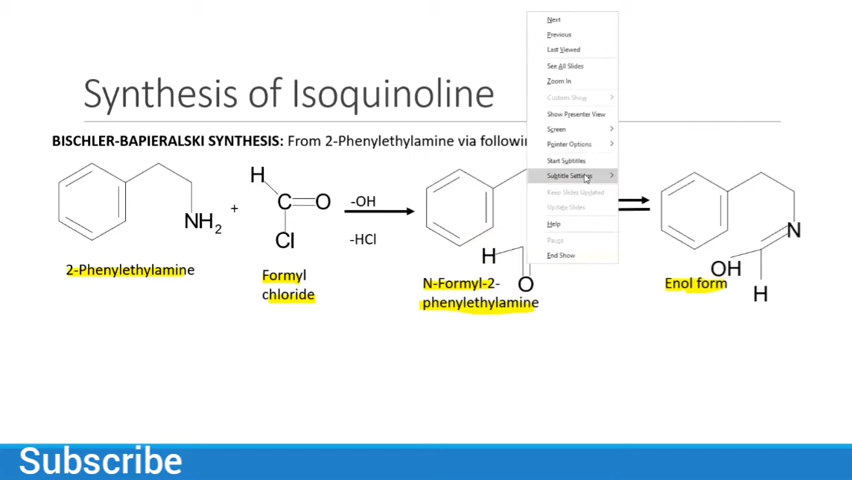 Synthesis of Isoquinoline
BISCHLER-BAPIERALSKI SYNTHESIS: From 2-Phenylethylamine via followin
Next
Previous
Last Viewed
See All Slides
Zoom In
Custom Show
Show Presenter View
Screen
Pointer Options
Start Subtitles
Subtitle Settings
Keep Slides Updated
Update Slides
Help
Pause
End Show
NH2
+
H
C
O
Cl
-OH
-HCl
H
O
N
OH
H
2-Phenylethylamine
Formyl
chloride
N-Formyl-2-
phenylethylamine
Enol form
Subscribe